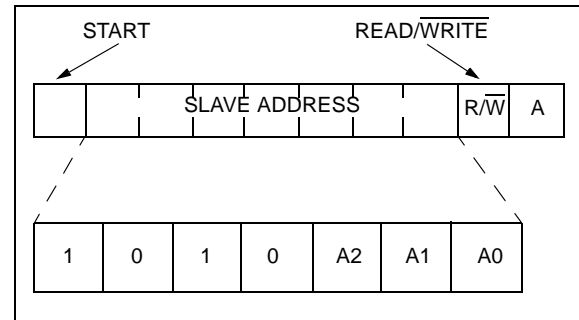 START READ/WRITE
SLAVE ADDRESS R/W A
1 0 1 0 A2 A1 A0